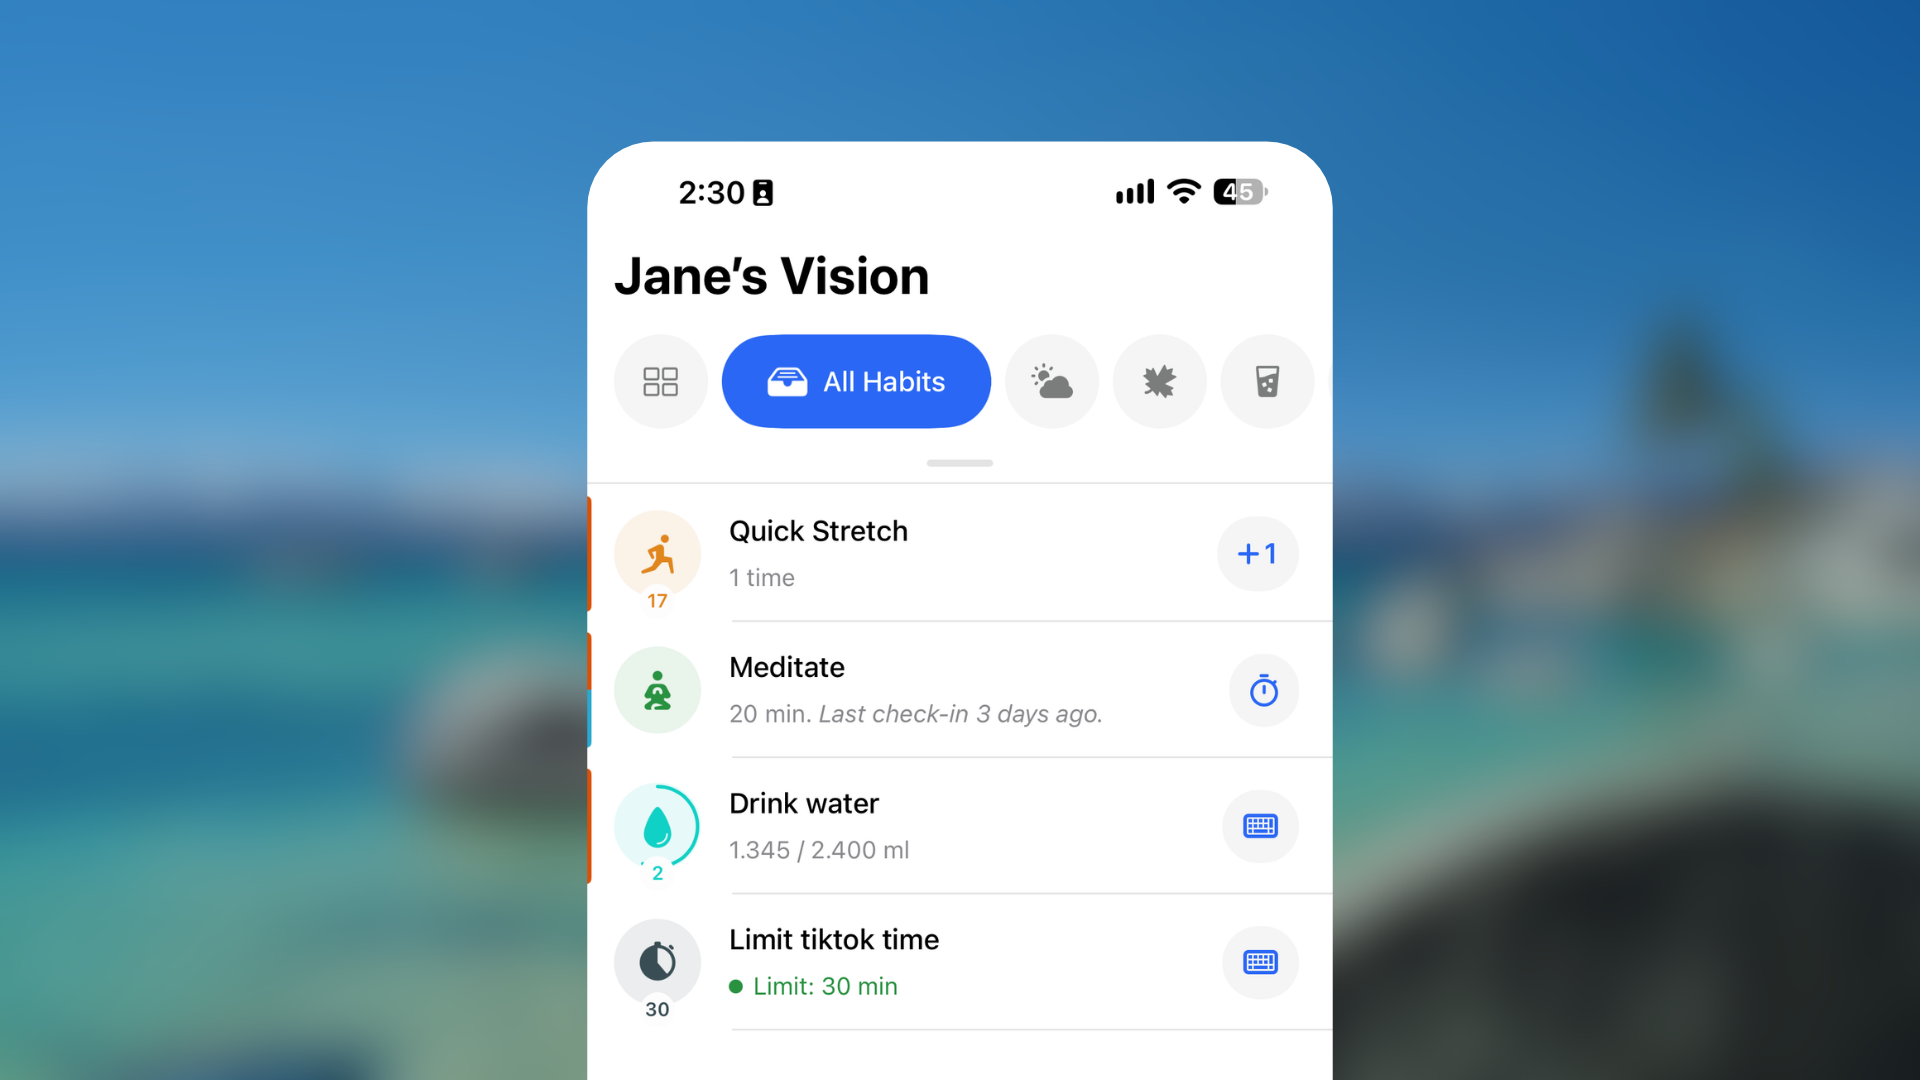 2:30
45
Jane's Vision
All Habits
Quick Stretch
1 time
+1
17
Meditate
20 min. Last check-in 3 days ago.
Drink water
1.345 / 2.400 ml
2
Limit tiktok time
Limit: 30 min
30